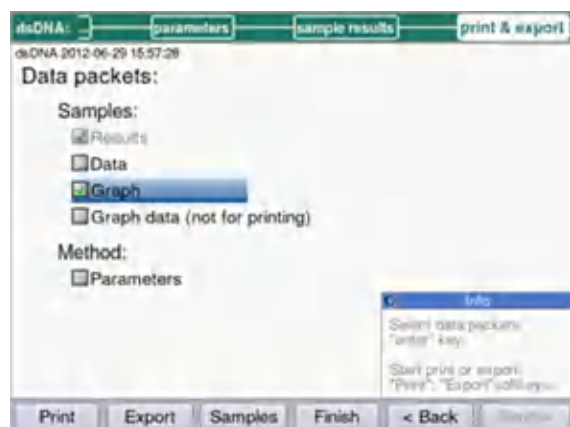 dsDNA: parameters sample results print & export
dsDNA 2012-06-29 15:57:28
Data packets:
Samples:
Results
Data
Graph
Graph data (not for printing)
Method:
Parameters
Info
Select data packets:
"enter" key.
Start print or export:
"Print", "Export" softkeys.
Print Export Samples Finish < Back